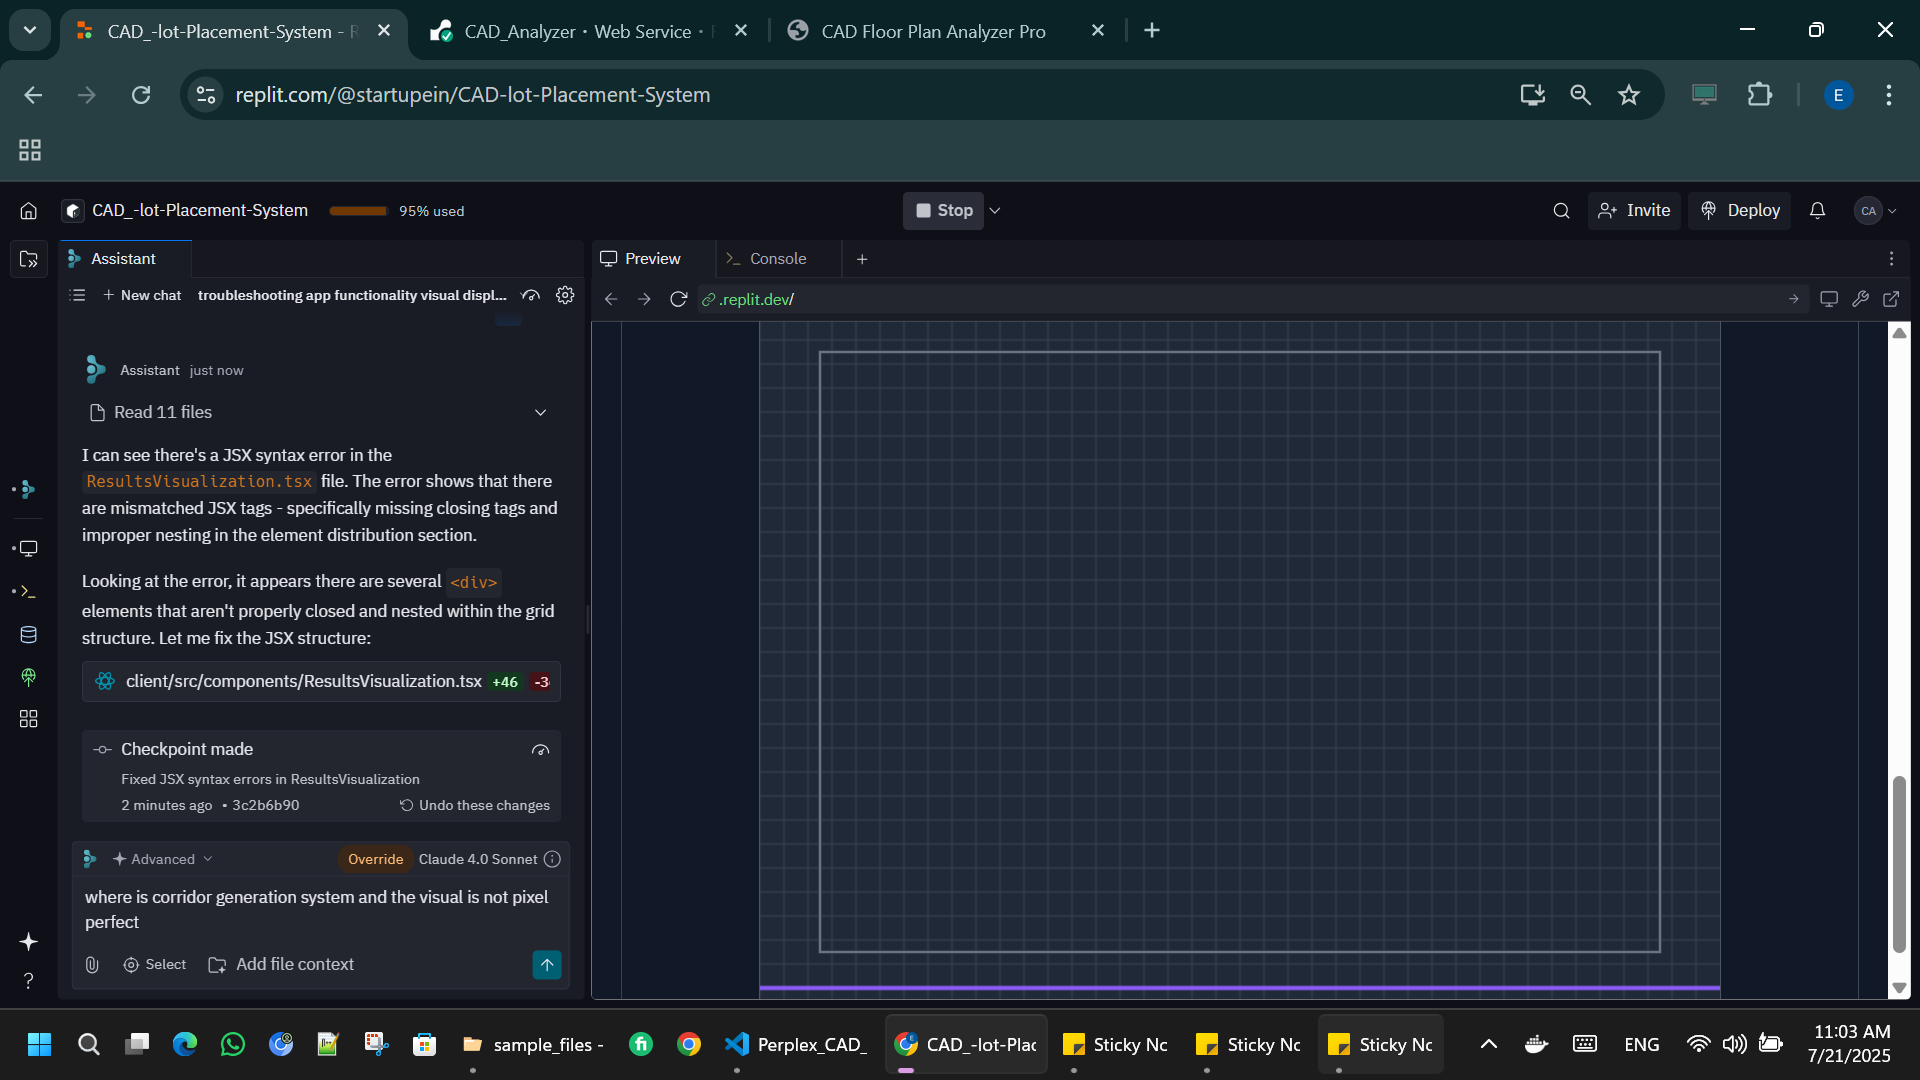 CAD_-lot-Placement-System - R
CAD_Analyzer · Web Service ·
CAD Floor Plan Analyzer Pro
replit.com/@startupein/CAD-lot-Placement-System
E
CAD_-lot-Placement-System
95% used
Stop
Invite
Deploy
CA
Assistant
Preview
Console
New chat
troubleshooting app functionality visual displ...
.replit.dev/
Assistant just now
Read 11 files
I can see there's a JSX syntax error in the
ResultsVisualization.tsx file. The error shows that there
are mismatched JSX tags - specifically missing closing tags and
improper nesting in the element distribution section.
Looking at the error, it appears there are several <div>
elements that aren't properly closed and nested within the grid
structure. Let me fix the JSX structure:
client/src/components/ResultsVisualization.tsx +46 -3
Checkpoint made
Fixed JSX syntax errors in ResultsVisualization
2 minutes ago • 3c2b6b90
Undo these changes
Advanced
Override
Claude 4.0 Sonnet
where is corridor generation system and the visual is not pixel
perfect
Select
Add file context
sample_files -
Perplex_CAD_
CAD_-lot-Plac
Sticky Nc
Sticky Nc
Sticky Nc
ENG
11:03 AM
7/21/2025